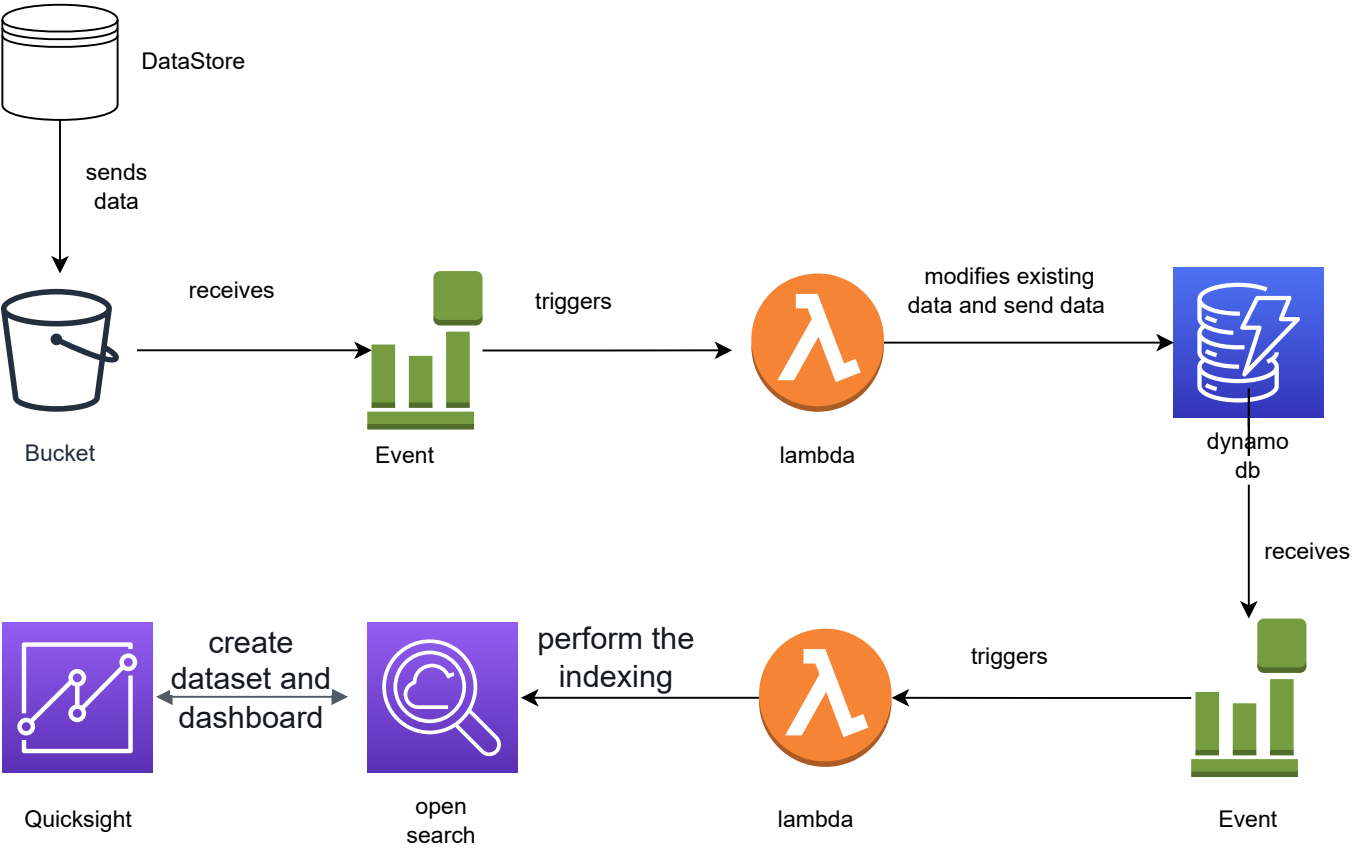 DataStore
sends
data
receives
triggers
modifies existing
data and send data
Bucket
Event
lambda
dynamo
db
receives
create
dataset and
dashboard
perform the
indexing
triggers
Quicksight
open
search
lambda
Event